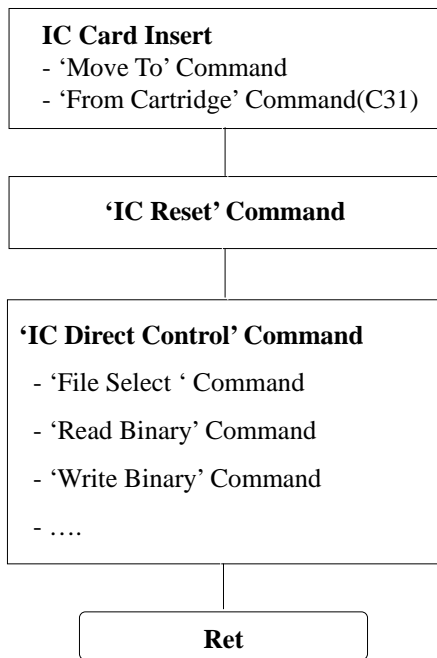 IC Card Insert
- ‘Move To’ Command
- ‘From Cartridge’ Command(C31)
‘IC Reset’ Command
‘IC Direct Control’ Command
- ‘File Select ‘ Command
- ‘Read Binary’ Command
- ‘Write Binary’ Command
- ....
Ret